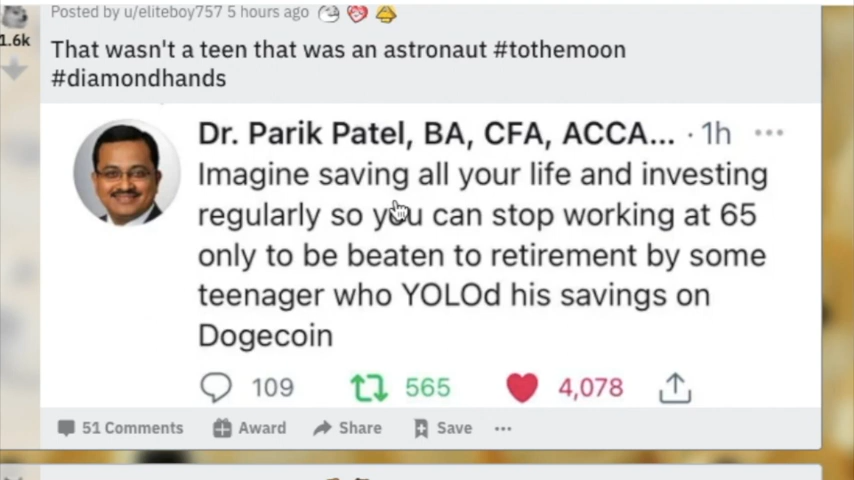 Posted by u/eliteboy757 5 hours ago
1.6k
That wasn't a teen that was an astronaut #tothemoon
#diamondhands
Dr. Parik Patel, BA, CFA, ACCA... · 1h
Imagine saving all your life and investing
regularly so you can stop working at 65
only to be beaten to retirement by some
teenager who YOLOd his savings on
Dogecoin
109 565 4,078
51 Comments Award Share Save